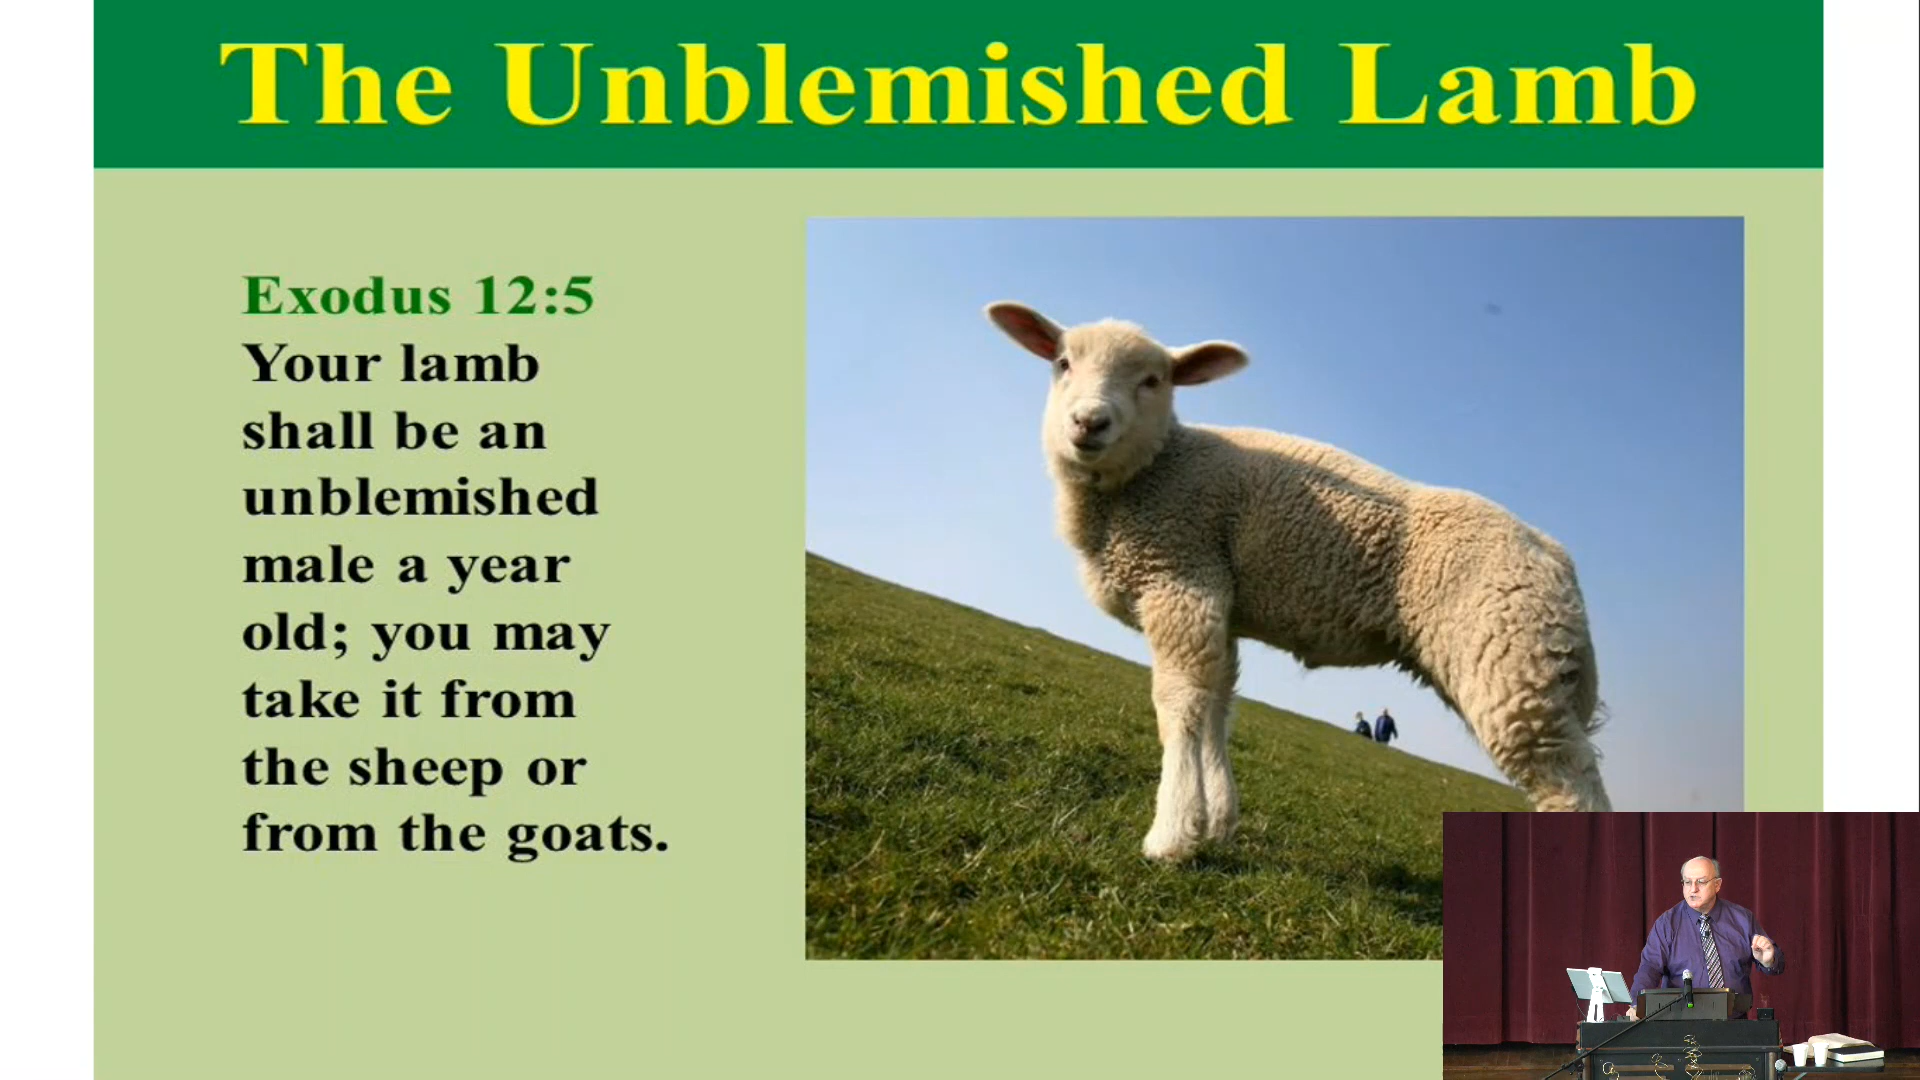 The Unblemished Lamb
Exodus 12:5
Your lamb
shall be an
unblemished
male a year
old; you may
take it from
the sheep or
from the goats.